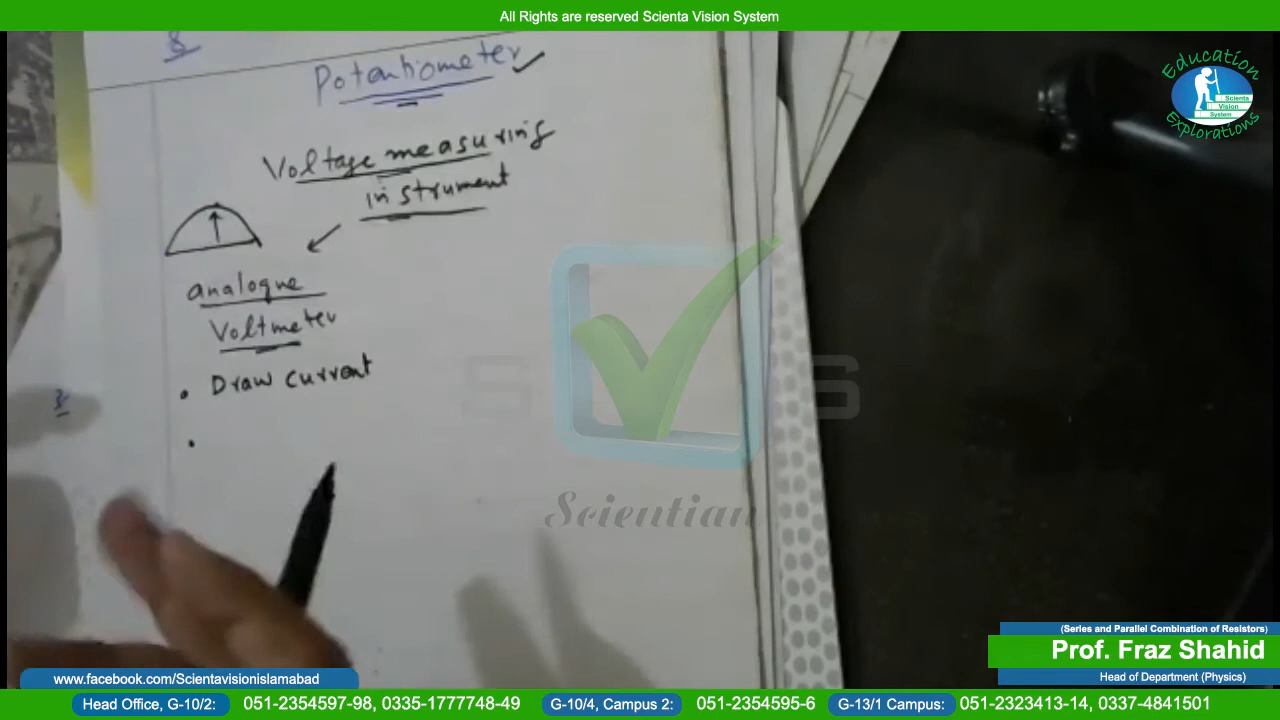 All Rights are reserved Scienta Vision System
8
Potentiometer
Voltage measuring
instrument
analogue
Voltmeter
• Draw current
•
Education
Scienta
Vision
System
Explorations
S S
Scientian
(Series and Parallel Combination of Resistors)
Prof. Fraz Shahid
Head of Department (Physics)
www.facebook.com/Scientavisionislamabad
Head Office, G-10/2: 051-2354597-98, 0335-1777748-49 G-10/4, Campus 2: 051-2354595-6 G-13/1 Campus: 051-2323413-14, 0337-4841501